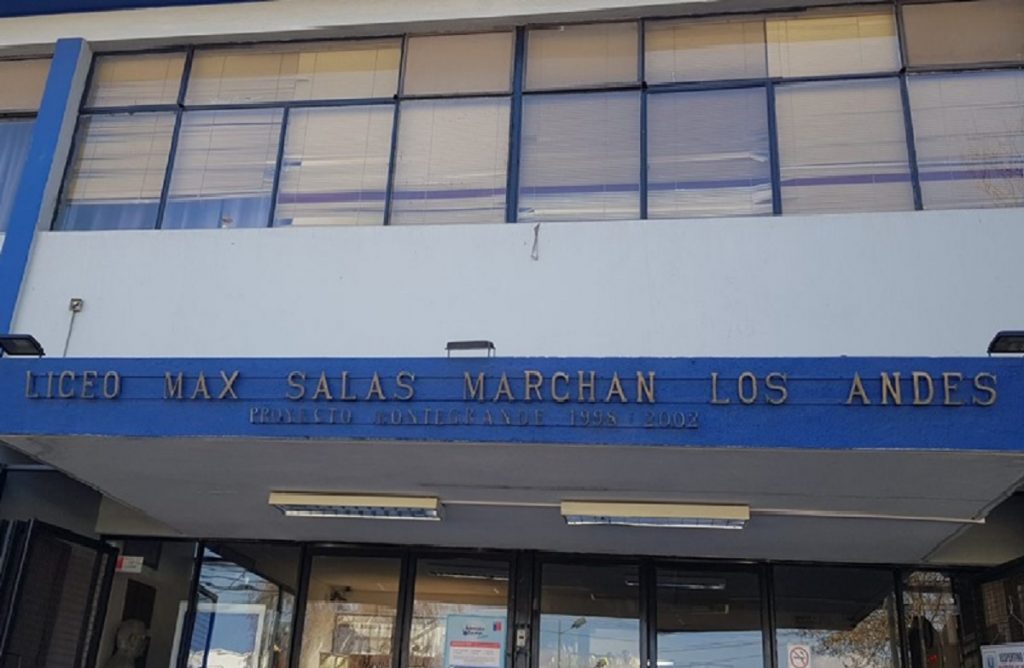 LICEO MAX SALAS MARCHAN LOS ANDES
PROYECTO MONTEGRANDE 1998 2002